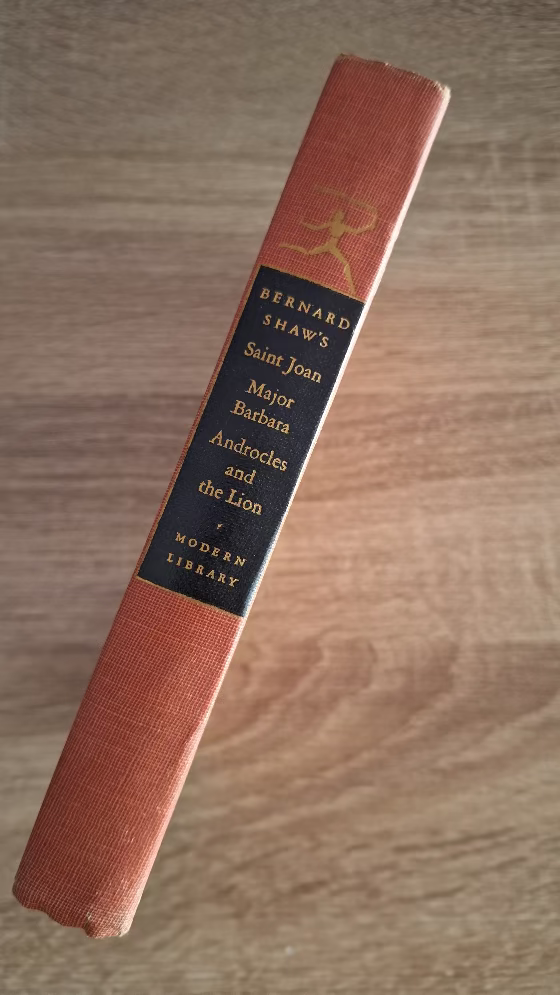 BERNARD
SHAW'S
Saint Joan
Major
Barbara
Androcles
and
the Lion
MODERN
LIBRARY